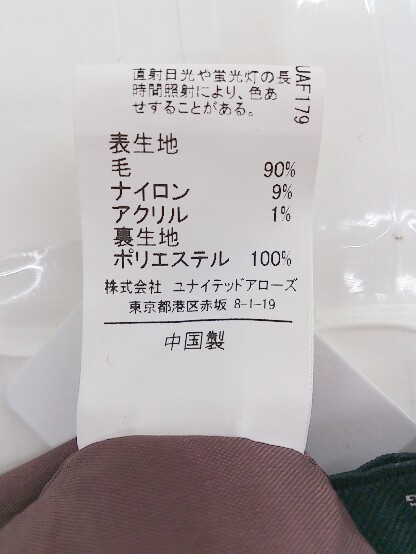 直射日光や蛍光灯の長
時間照射により、色あ
せすることがある。
UAF179
表生地
毛 90%
ナイロン 9%
アクリル 1%
裏生地
ポリエステル 100%
株式会社 ユナイテッドアローズ
東京都港区赤坂 8-1-19
中国製